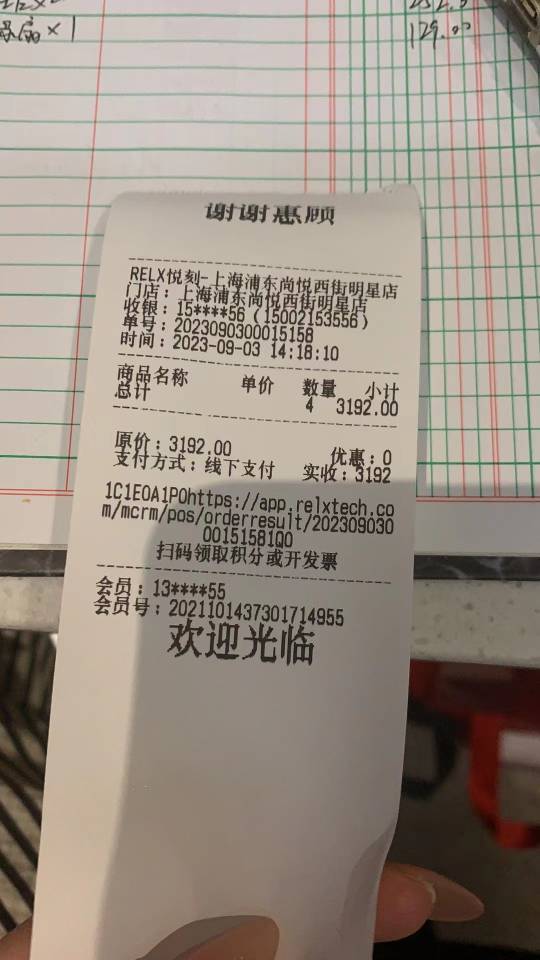 ×1
129.00
谢谢惠顾
RELX悦刻-上海浦东尚悦西街明星店
门店：上海浦东尚悦西街明星店
收银：15****56（15002153556）
单号：2023090300015158
时间：2023-09-03 14:18:10
商品名称 单价 数量 小计
总计 4 3192.00
原价：3192.00 优惠：0
支付方式：线下支付 实收：3192
1C1E0A1P0https://app.relxtech.co
m/mcrm/pos/orderresult/202309030
00151581Q0
扫码领取积分或开发票
会员：13****55
会员号：2021101437301714955
欢迎光临